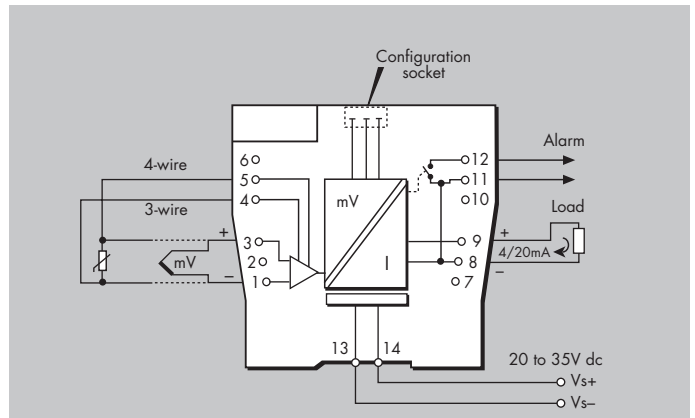 Configuration
socket
4-wire
3-wire
+
mV
−
6
5
4
3
2
1
mV
I
12
11
10
9
8
7
Alarm
Load
+
4/20mA
−
13
14
20 to 35V dc
Vs+
Vs−